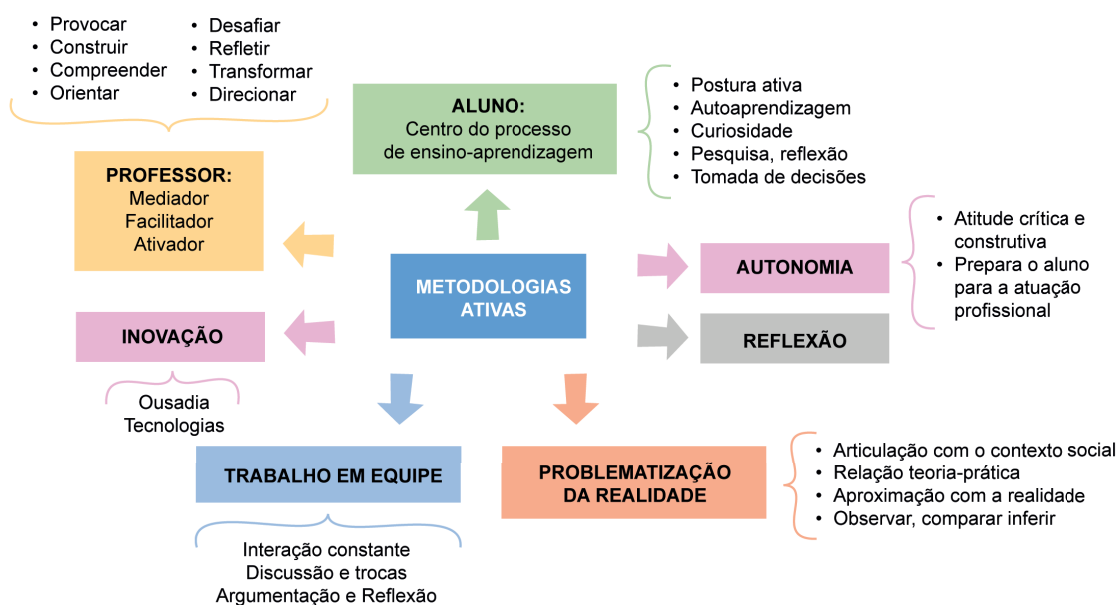 • Provocar
• Construir
• Compreender
• Orientar
• Desafiar
• Refletir
• Transformar
• Direcionar
PROFESSOR:
Mediador
Facilitador
Ativador
ALUNO:
Centro do processo
de ensino-aprendizagem
• Postura ativa
• Autoaprendizagem
• Curiosidade
• Pesquisa, reflexão
• Tomada de decisões
METODOLOGIAS
ATIVAS
AUTONOMIA
• Atitude crítica e
construtiva
• Prepara o aluno
para a atuação
profissional
INOVAÇÃO
Ousadia
Tecnologias
REFLEXÃO
TRABALHO EM EQUIPE
Interação constante
Discussão e trocas
Argumentação e Reflexão
PROBLEMATIZAÇÃO
DA REALIDADE
• Articulação com o contexto social
• Relação teoria-prática
• Aproximação com a realidade
• Observar, comparar inferir